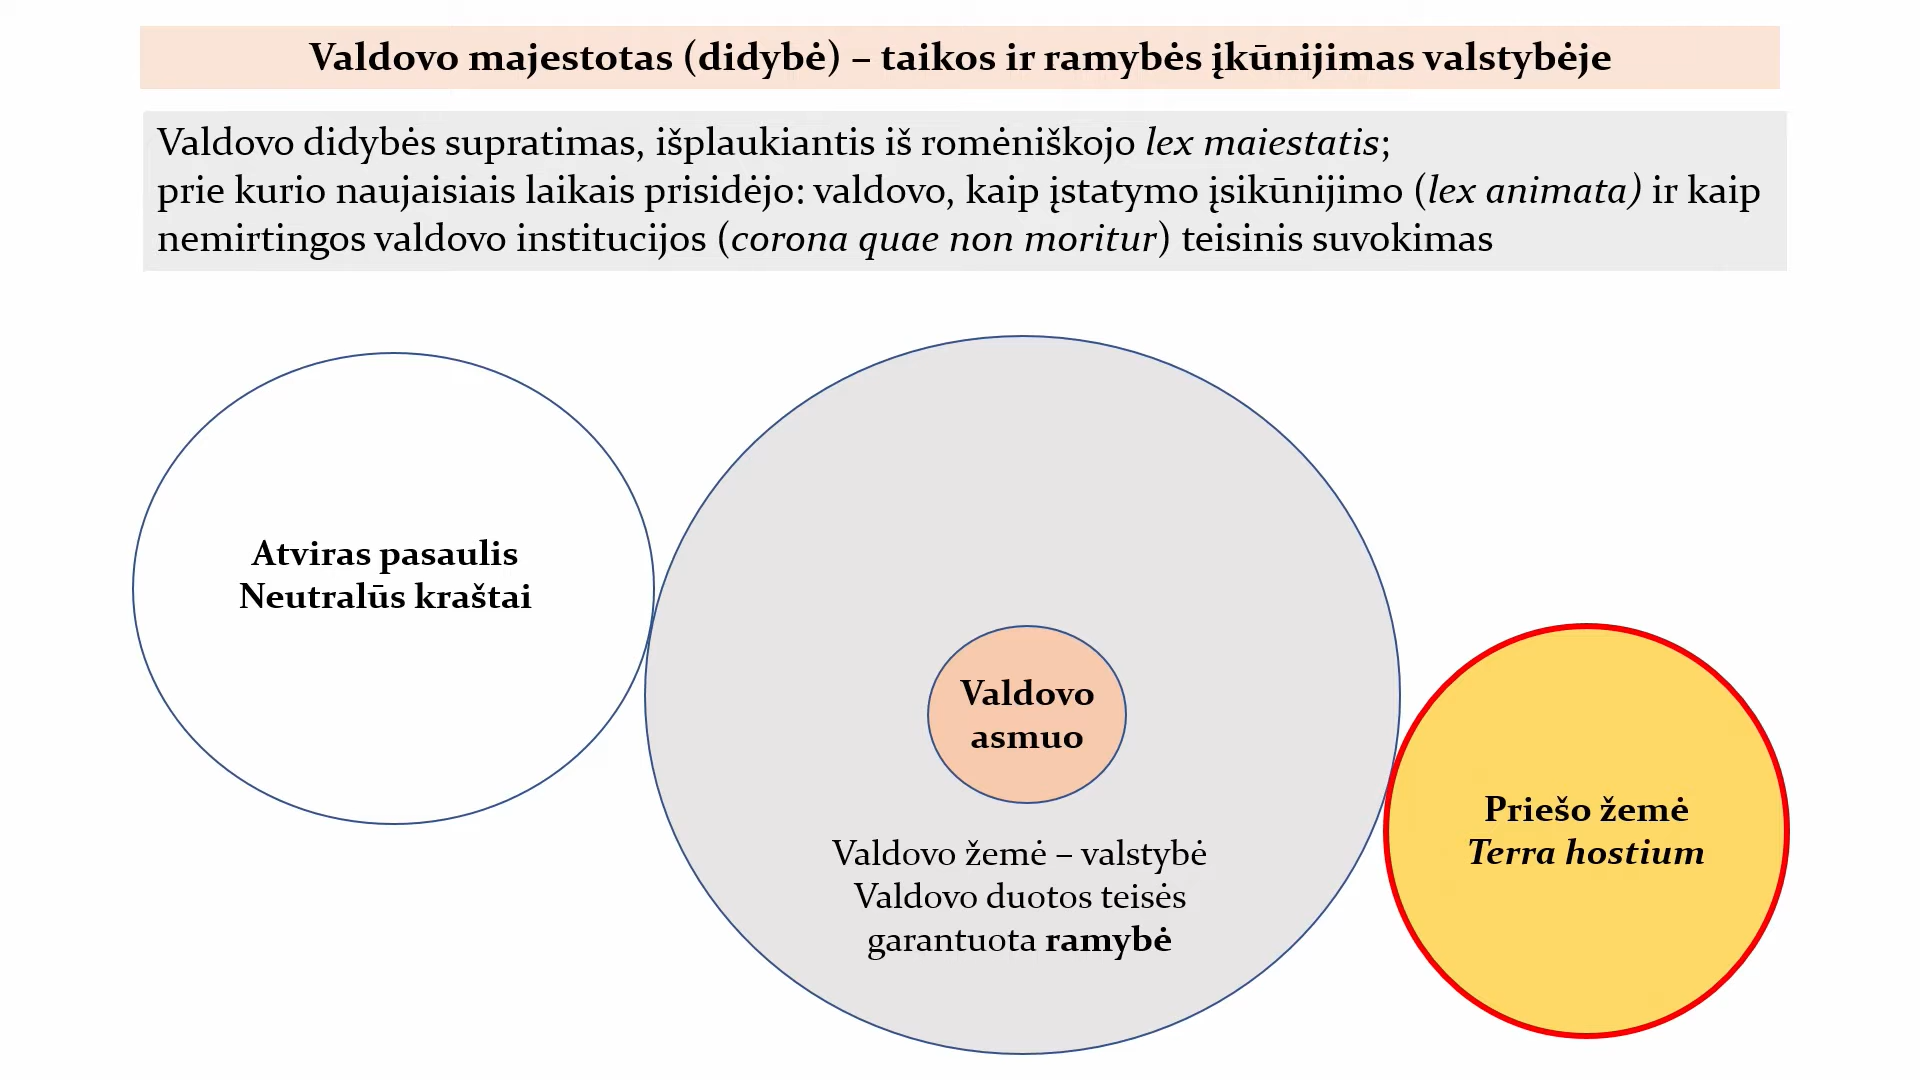 Valdovo majestotas (didybė) – taikos ir ramybės įkūnijimas valstybėje
Valdovo didybės supratimas, išplaukiantis iš romėniškojo lex maiestatis;
prie kurio naujaisiais laikais prisidėjo: valdovo, kaip įstatymo įsikūnijimo (lex animata) ir kaip
nemirtingos valdovo institucijos (corona quae non moritur) teisinis suvokimas
Atviras pasaulis
Neutralūs kraštai
Valdovo
asmuo
Valdovo žemė – valstybė
Valdovo duotos teisės
garantuota ramybė
Priešo žemė
Terra hostium